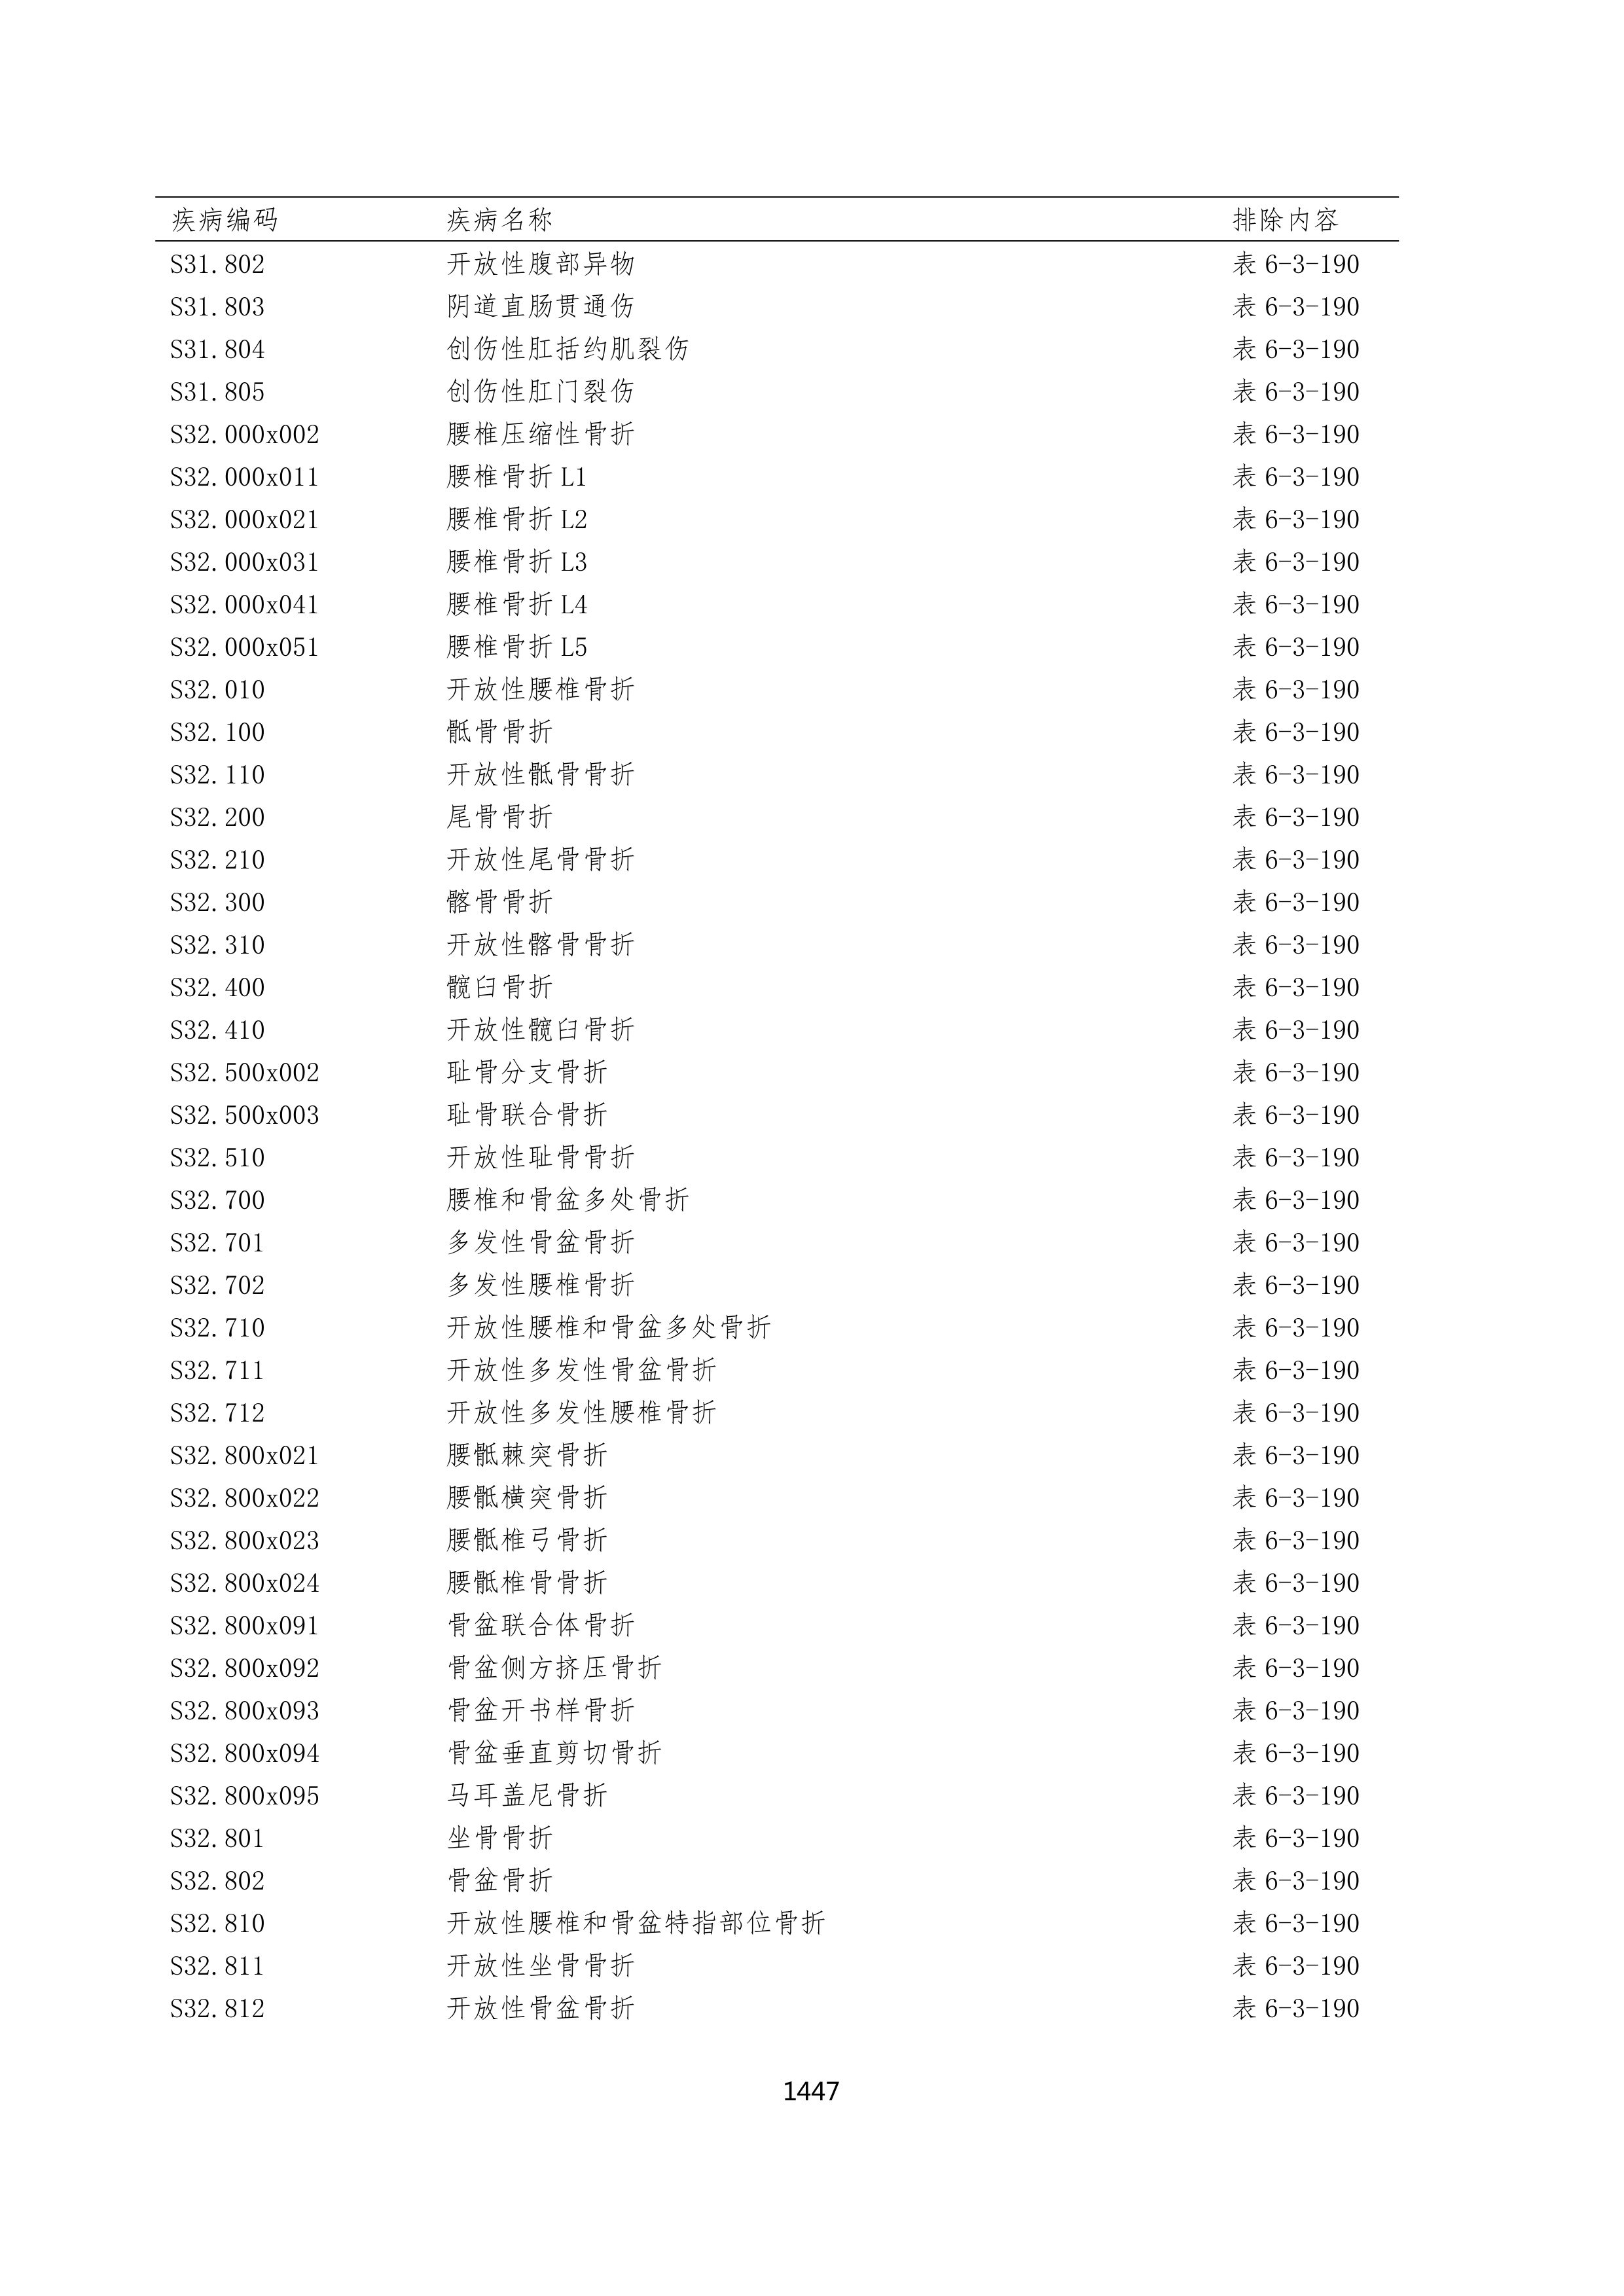 疾病编码 疾病名称 排除内容
S31.802 开放性腹部异物 表 6-3-190
S31.803 阴道直肠贯通伤 表 6-3-190
S31.804 创伤性肛括约肌裂伤 表 6-3-190
S31.805 创伤性肛门裂伤 表 6-3-190
S32.000x002 腰椎压缩性骨折 表 6-3-190
S32.000x011 腰椎骨折 L1 表 6-3-190
S32.000x021 腰椎骨折 L2 表 6-3-190
S32.000x031 腰椎骨折 L3 表 6-3-190
S32.000x041 腰椎骨折 L4 表 6-3-190
S32.000x051 腰椎骨折 L5 表 6-3-190
S32.010 开放性腰椎骨折 表 6-3-190
S32.100 骶骨骨折 表 6-3-190
S32.110 开放性骶骨骨折 表 6-3-190
S32.200 尾骨骨折 表 6-3-190
S32.210 开放性尾骨骨折 表 6-3-190
S32.300 髂骨骨折 表 6-3-190
S32.310 开放性髂骨骨折 表 6-3-190
S32.400 髋臼骨折 表 6-3-190
S32.410 开放性髋臼骨折 表 6-3-190
S32.500x002 耻骨分支骨折 表 6-3-190
S32.500x003 耻骨联合骨折 表 6-3-190
S32.510 开放性耻骨骨折 表 6-3-190
S32.700 腰椎和骨盆多处骨折 表 6-3-190
S32.701 多发性骨盆骨折 表 6-3-190
S32.702 多发性腰椎骨折 表 6-3-190
S32.710 开放性腰椎和骨盆多处骨折 表 6-3-190
S32.711 开放性多发性骨盆骨折 表 6-3-190
S32.712 开放性多发性腰椎骨折 表 6-3-190
S32.800x021 腰骶棘突骨折 表 6-3-190
S32.800x022 腰骶横突骨折 表 6-3-190
S32.800x023 腰骶椎弓骨折 表 6-3-190
S32.800x024 腰骶椎骨骨折 表 6-3-190
S32.800x091 骨盆联合体骨折 表 6-3-190
S32.800x092 骨盆侧方挤压骨折 表 6-3-190
S32.800x093 骨盆开书样骨折 表 6-3-190
S32.800x094 骨盆垂直剪切骨折 表 6-3-190
S32.800x095 马耳盖尼骨折 表 6-3-190
S32.801 坐骨骨折 表 6-3-190
S32.802 骨盆骨折 表 6-3-190
S32.810 开放性腰椎和骨盆特指部位骨折 表 6-3-190
S32.811 开放性坐骨骨折 表 6-3-190
S32.812 开放性骨盆骨折 表 6-3-190
1447